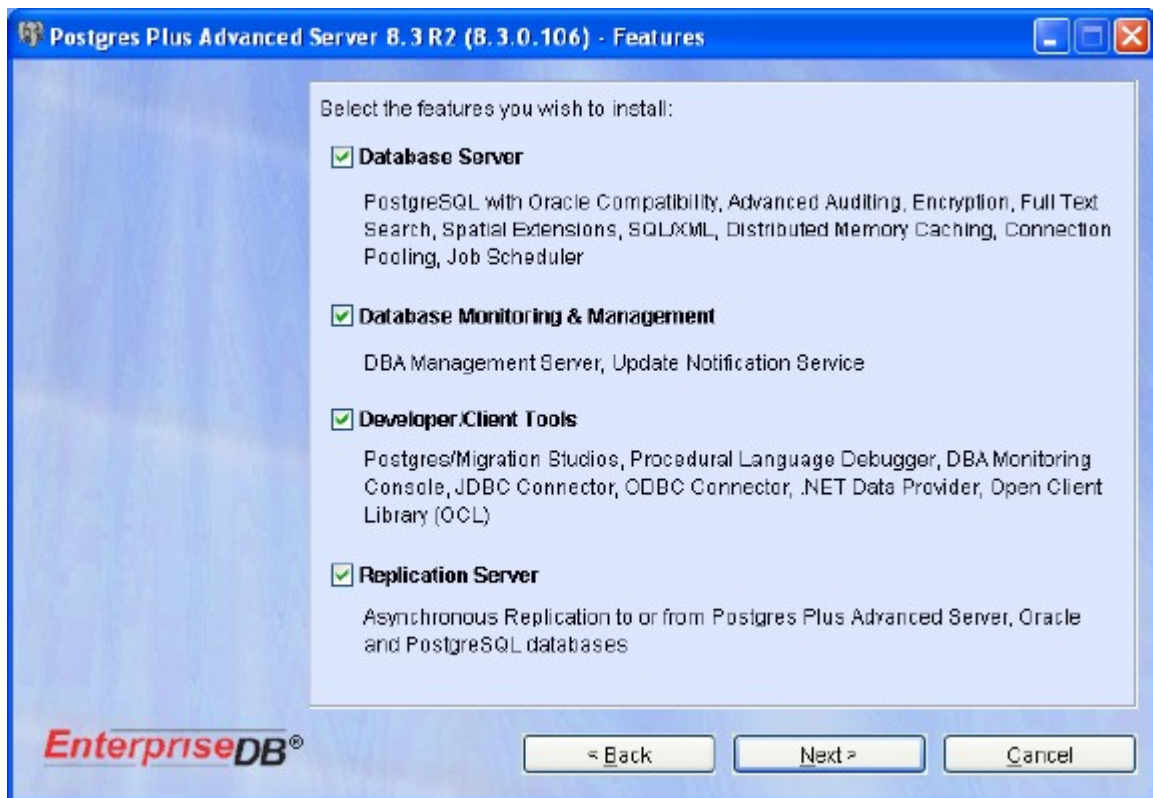 Postgres Plus Advanced Server 8.3 R2 (8.3.0.106) - Features
Select the features you wish to install:
Database Server
PostgreSQL with Oracle Compatibility, Advanced Auditing, Encryption, Full Text
Search, Spatial Extensions, SQL/XML, Distributed Memory Caching, Connection
Pooling, Job Scheduler
Database Monitoring & Management
DBA Management Server, Update Notification Service
Developer/Client Tools
Postgres/Migration Studios, Procedural Language Debugger, DBA Monitoring
Console, JDBC Connector, ODBC Connector, .NET Data Provider, Open Client
Library (OCL)
Replication Server
Asynchronous Replication to or from Postgres Plus Advanced Server, Oracle
and PostgreSQL databases
EnterpriseDB®
< Back
Next >
Cancel